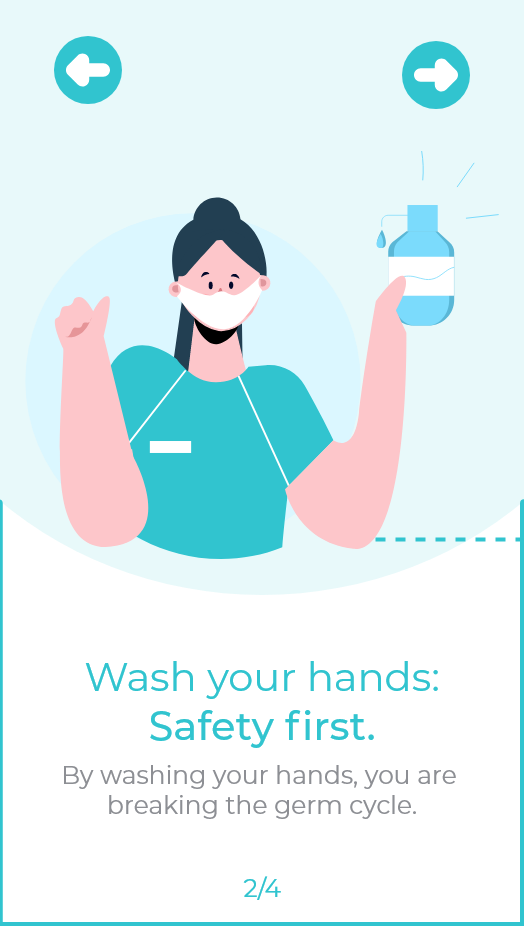 Wash your hands:
Safety first.
By washing your hands, you are
breaking the germ cycle.
2/4